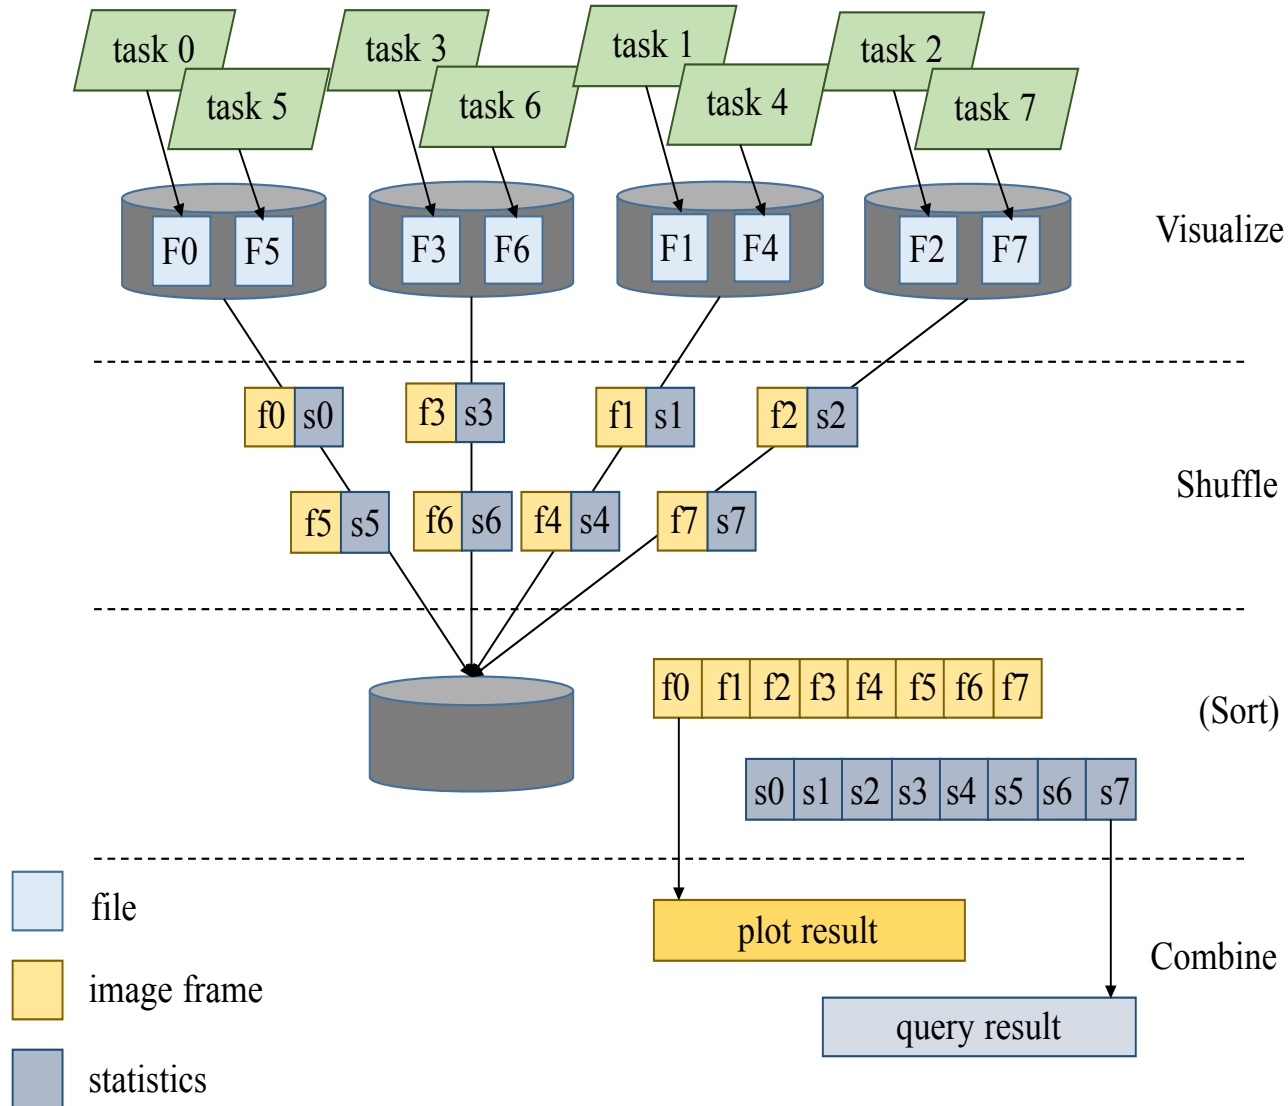 task 0
task 3
task 1
task 2
task 5
task 6
task 4
task 7
F0 F5
F3 F6
F1 F4
F2 F7
Visualize
f0 s0
f3 s3
f1 s1
f2 s2
Shuffle
f5 s5
f6 s6
f4 s4
f7 s7
f0 f1 f2 f3 f4 f5 f6 f7
(Sort)
s0 s1 s2 s3 s4 s5 s6 s7
file
plot result
Combine
image frame
query result
statistics